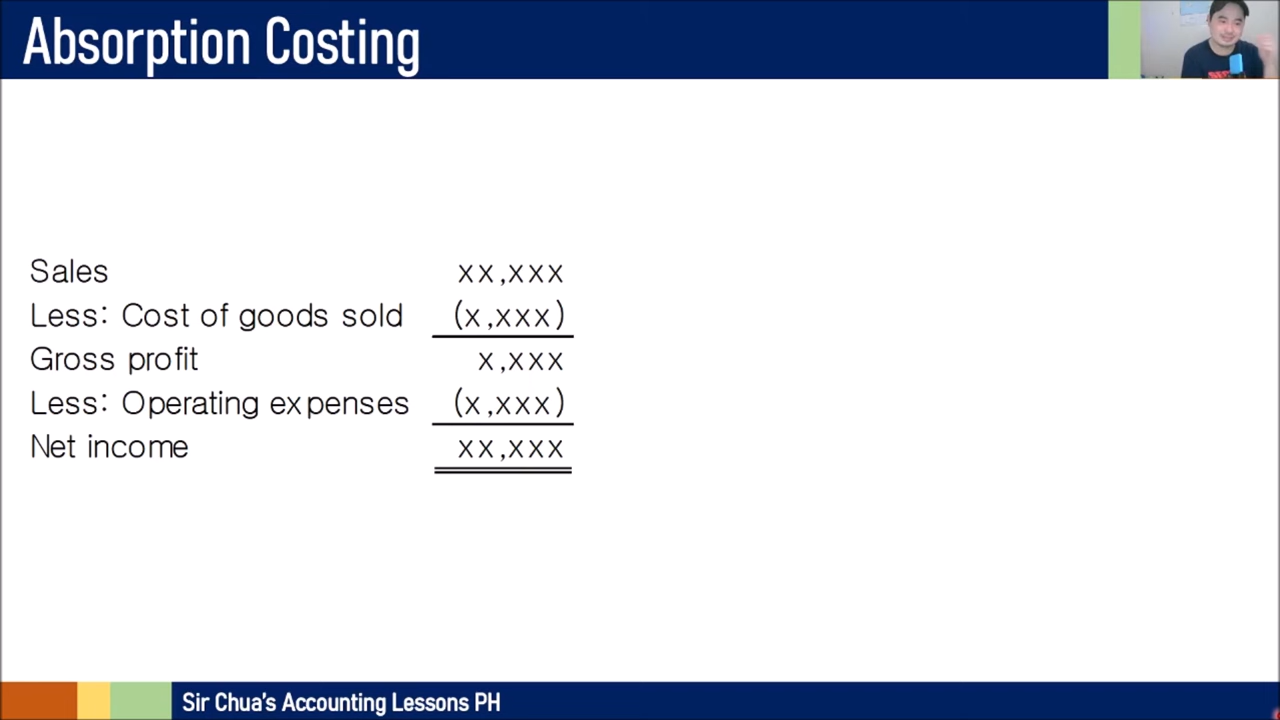 Absorption Costing
Sales xx,xxx
Less: Cost of goods sold (x,xxx)
Gross profit x,xxx
Less: Operating expenses (x,xxx)
Net income xx,xxx
Sir Chua's Accounting Lessons PH